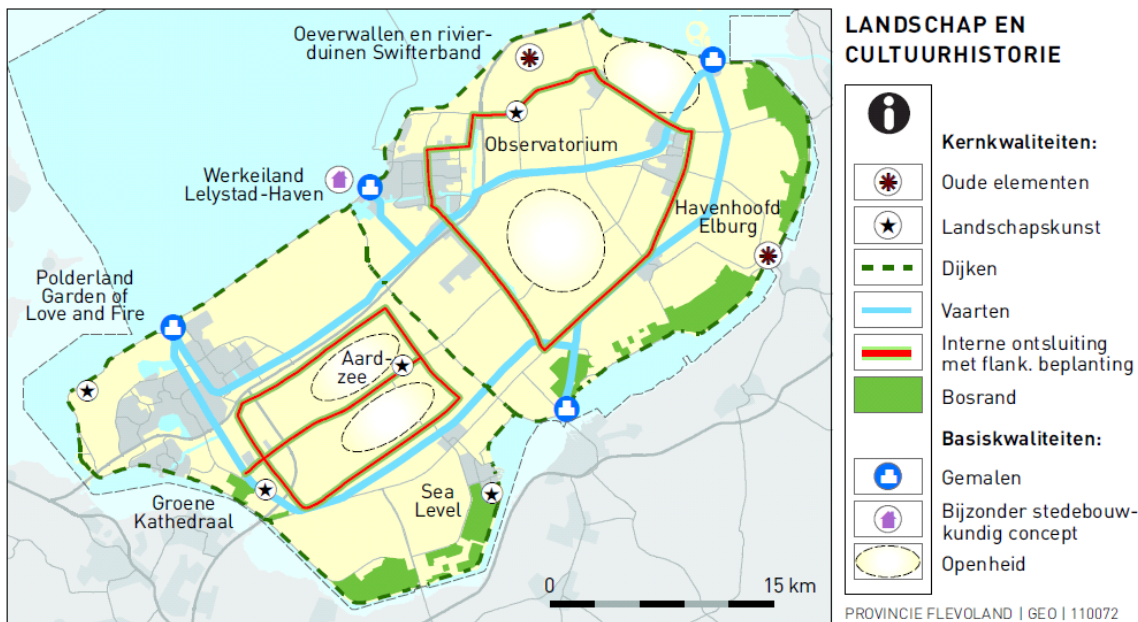 Oeverwallen en rivier-
duinen Swifterband
Observatorium
Werkeiland
Lelystad-Haven
Havenhoofd
Elburg
Polderland
Garden of
Love and Fire
Aard-
zee
Groene
Kathedraal
Sea
Level
0 15 km
LANDSCHAP EN
CULTUURHISTORIE
i
Kernkwaliteiten:
Oude elementen
Landschapskunst
Dijken
Vaarten
Interne ontsluiting
met flank. beplanting
Bosrand
Basiskwaliteiten:
Gemalen
Bijzonder stedebouw-
kundig concept
Openheid
PROVINCIE FLEVOLAND | GEO | 110072